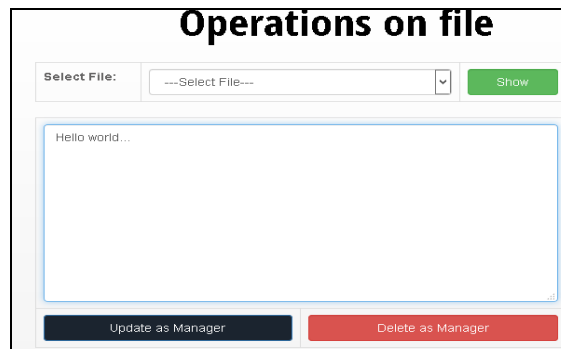 Operations on file
Select File: ---Select File--- Show
Hello world...
Update as Manager Delete as Manager